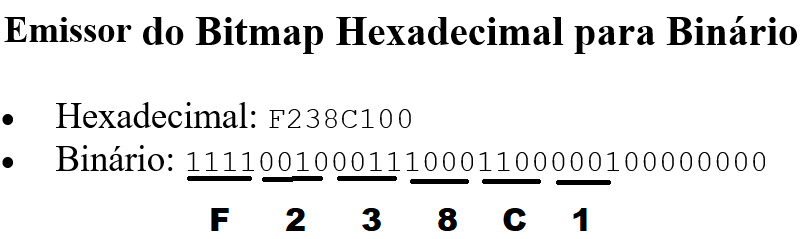 Emissor do Bitmap Hexadecimal para Binário
• Hexadecimal: F238C100
• Binário: 11110010001110001100000100000000
F 2 3 8 C 1